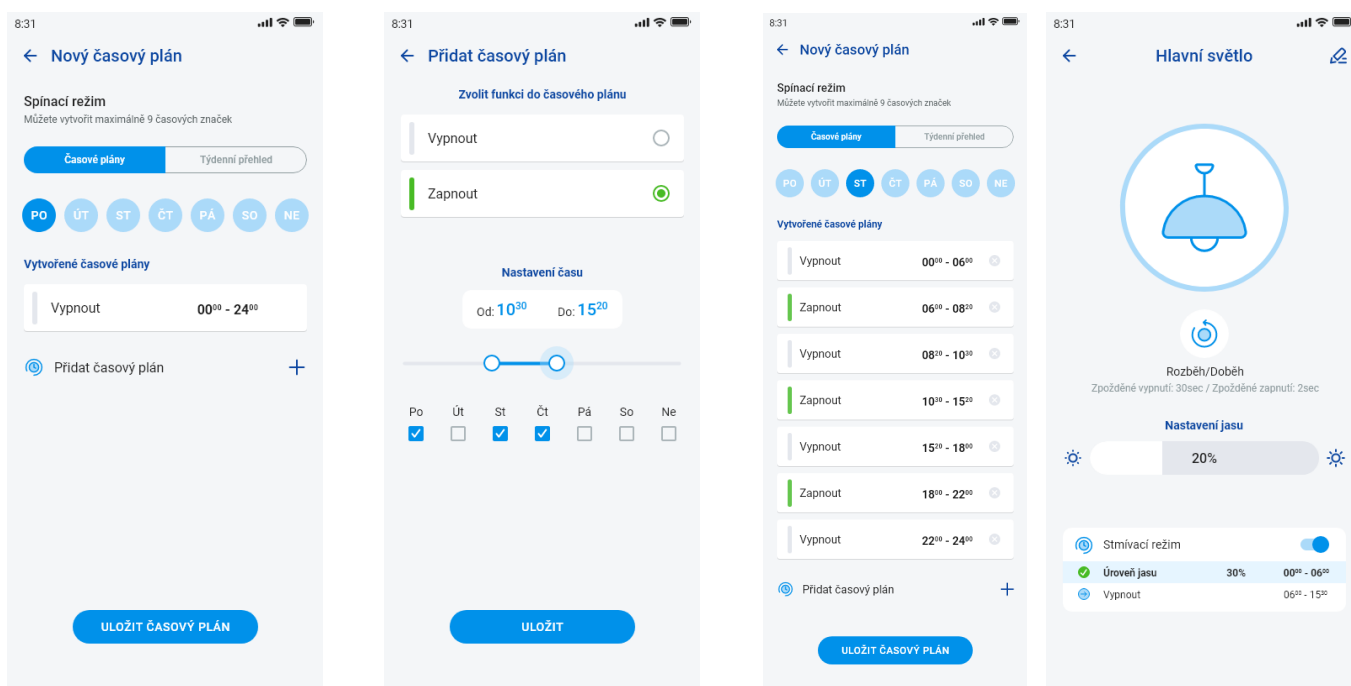 8:31
Nový časový plán
Spínací režim
Můžete vytvořit maximálně 9 časových značek
Časové plány Týdenní přehled
PO ÚT ST ČT PÁ SO NE
Vytvořené časové plány
Vypnout 00⁰⁰ - 24⁰⁰
Přidat časový plán
ULOŽIT ČASOVÝ PLÁN
8:31
Přidat časový plán
Zvolit funkci do časového plánu
Vypnout
Zapnout
Nastavení času
Od: 10³⁰ Do: 15²⁰
Po Út St Čt Pá So Ne
ULOŽIT
8:31
Nový časový plán
Spínací režim
Můžete vytvořit maximálně 9 časových značek
Časové plány Týdenní přehled
PO ÚT ST ČT PÁ SO NE
Vytvořené časové plány
Vypnout 00⁰⁰ - 06⁰⁰
Zapnout 06⁰⁰ - 08²⁰
Vypnout 08²⁰ - 10³⁰
Zapnout 10³⁰ - 15²⁰
Vypnout 15²⁰ - 18⁰⁰
Zapnout 18⁰⁰ - 22⁰⁰
Vypnout 22⁰⁰ - 24⁰⁰
Přidat časový plán
ULOŽIT ČASOVÝ PLÁN
8:31
Hlavní světlo
Rozběh/Doběh
Zpožděné vypnutí: 30sec / Zpožděné zapnutí: 2sec
Nastavení jasu
20%
Stmívací režim
Úroveň jasu 30% 00⁰⁰ - 06⁰⁰
Vypnout 06⁰⁰ - 15³⁰